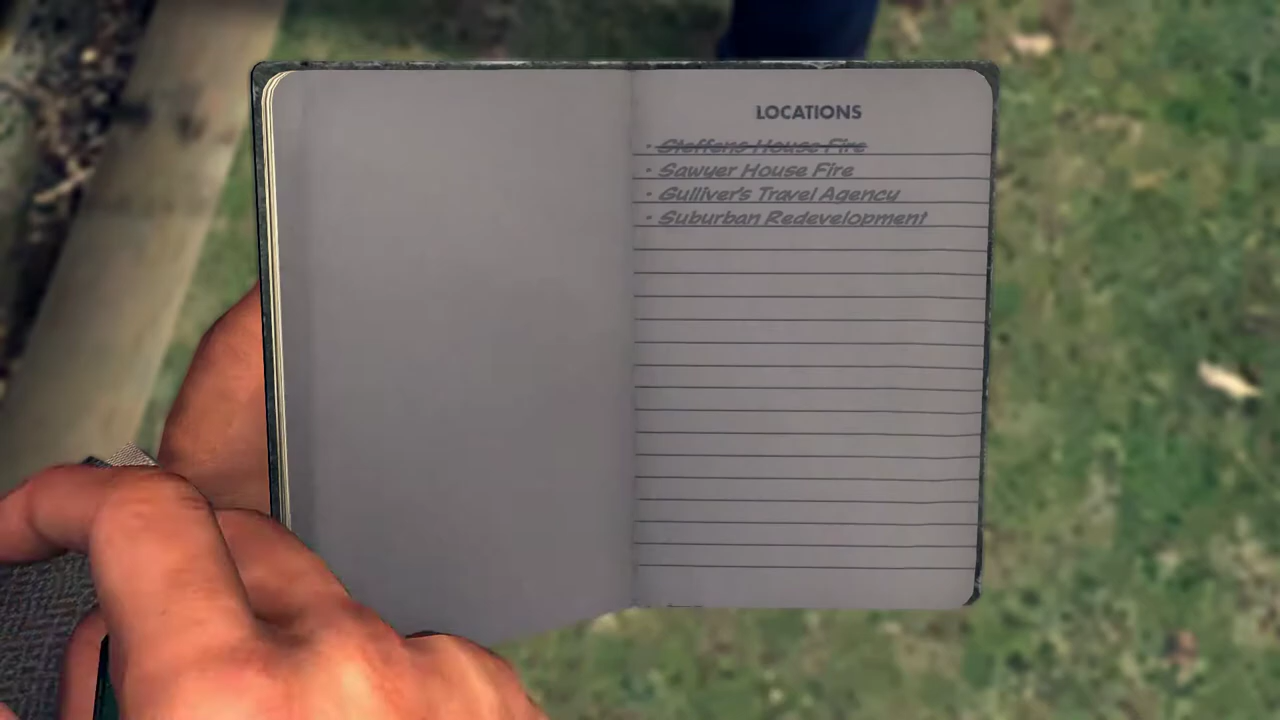 LOCATIONS
· Steffens House Fire
· Sawyer House Fire
· Gulliver's Travel Agency
· Suburban Redevelopment